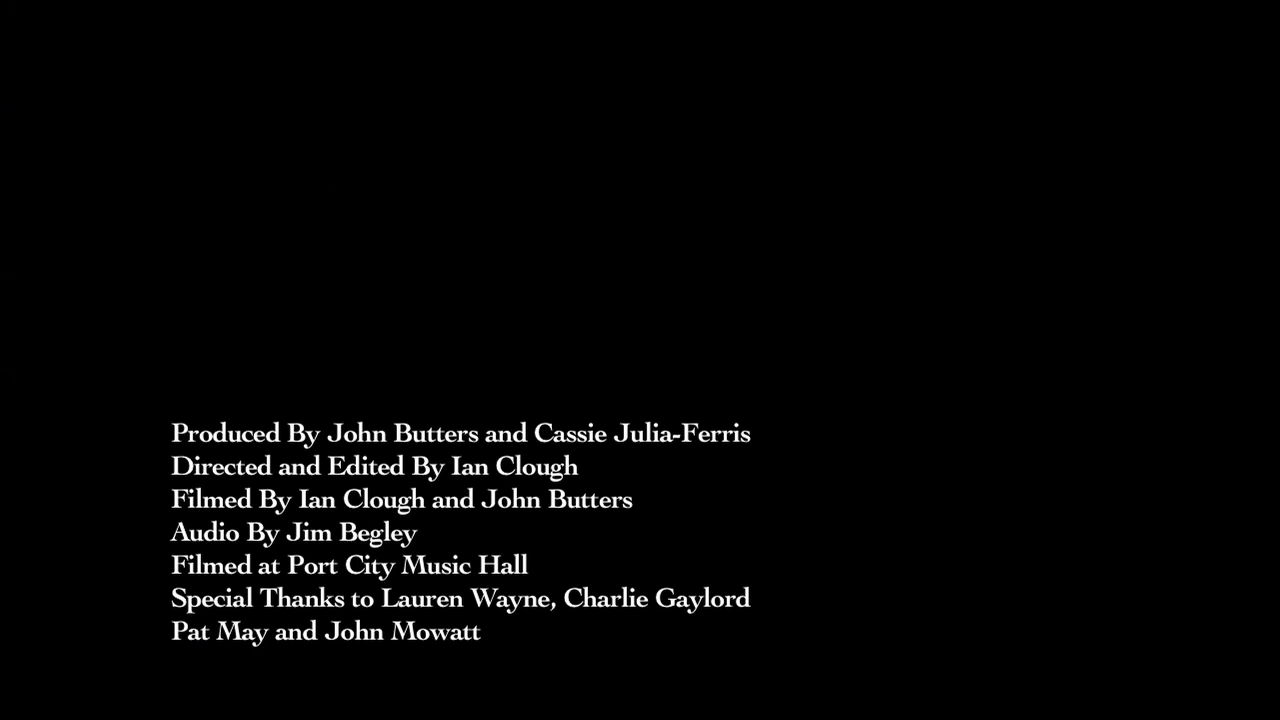 Produced By John Butters and Cassie Julia-Ferris
Directed and Edited By Ian Clough
Filmed By Ian Clough and John Butters
Audio By Jim Begley
Filmed at Port City Music Hall
Special Thanks to Lauren Wayne, Charlie Gaylord
Pat May and John Mowatt